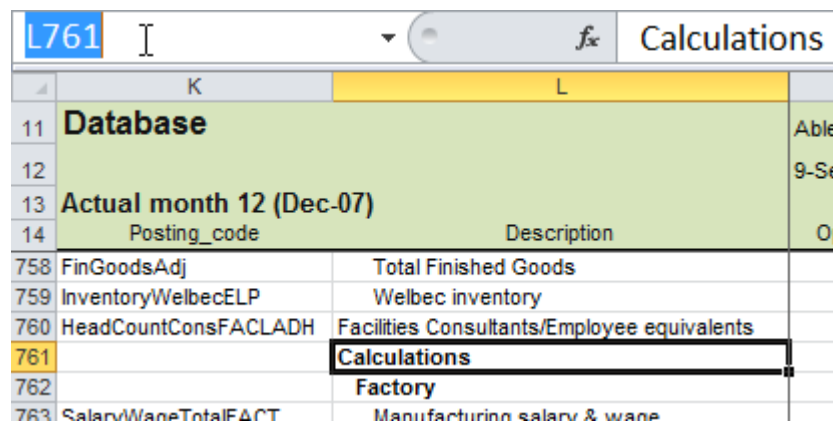 L761 fx Calculations
K L
11 Database Able
12 9-Se
13 Actual month 12 (Dec-07)
14 Posting_code Description O
758 FinGoodsAdj Total Finished Goods
759 InventoryWelbecELP Welbec inventory
760 HeadCountConsFACLADH Facilities Consultants/Employee equivalents
761 Calculations
762 Factory
763 SalaryWageTotalFACT Manufacturing salary & wage